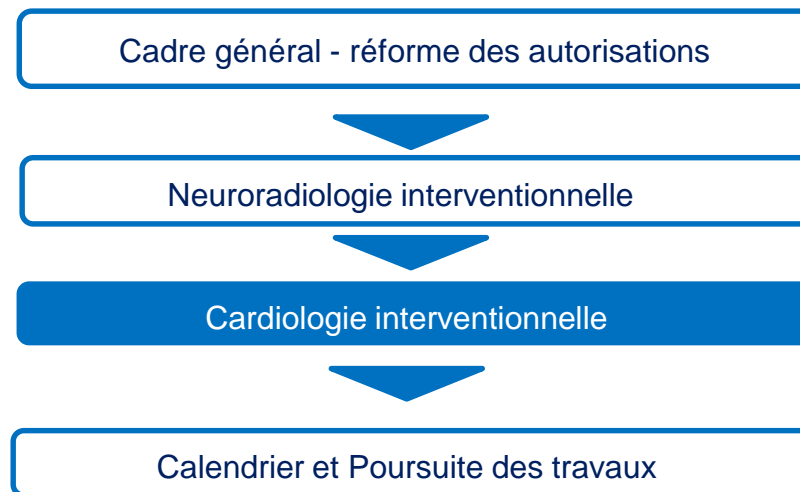 Cadre général - réforme des autorisations
Neuroradiologie interventionnelle
Cardiologie interventionnelle
Calendrier et Poursuite des travaux